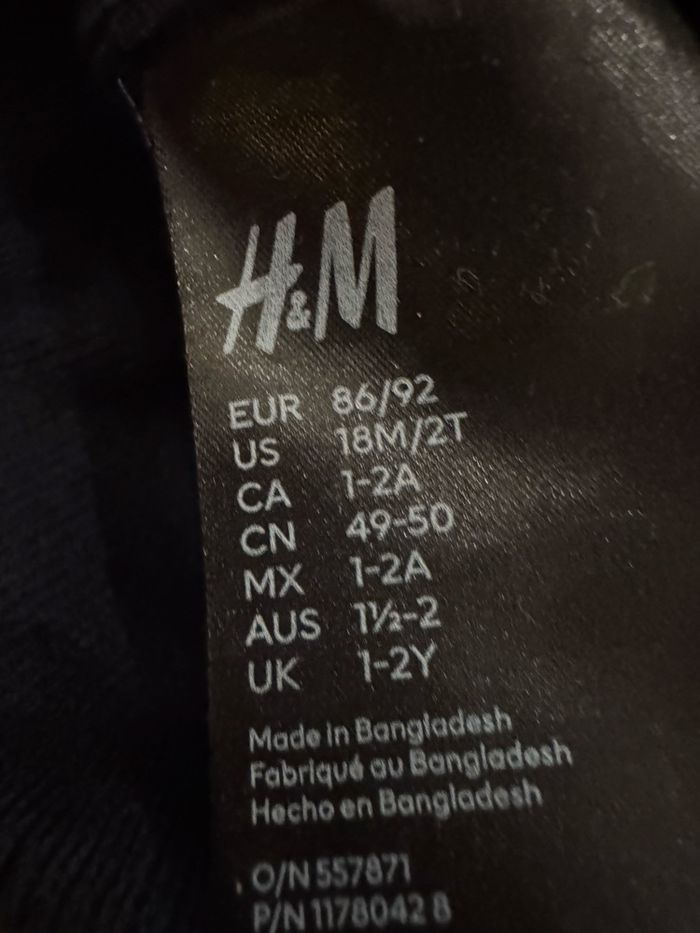 H&M
EUR 86/92
US 18M/2T
CA 1-2A
CN 49-50
MX 1-2A
AUS 1½-2
UK 1-2Y
Made in Bangladesh
Fabriqué au Bangladesh
Hecho en Bangladesh
O/N 557871
P/N 1178042 8